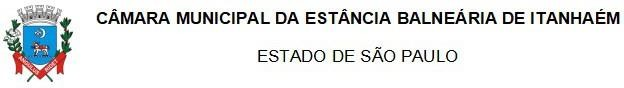 CÂMARA MUNICIPAL DA ESTÂNCIA BALNEÁRIA DE ITANHAÉM
ESTADO DE SÃO PAULO